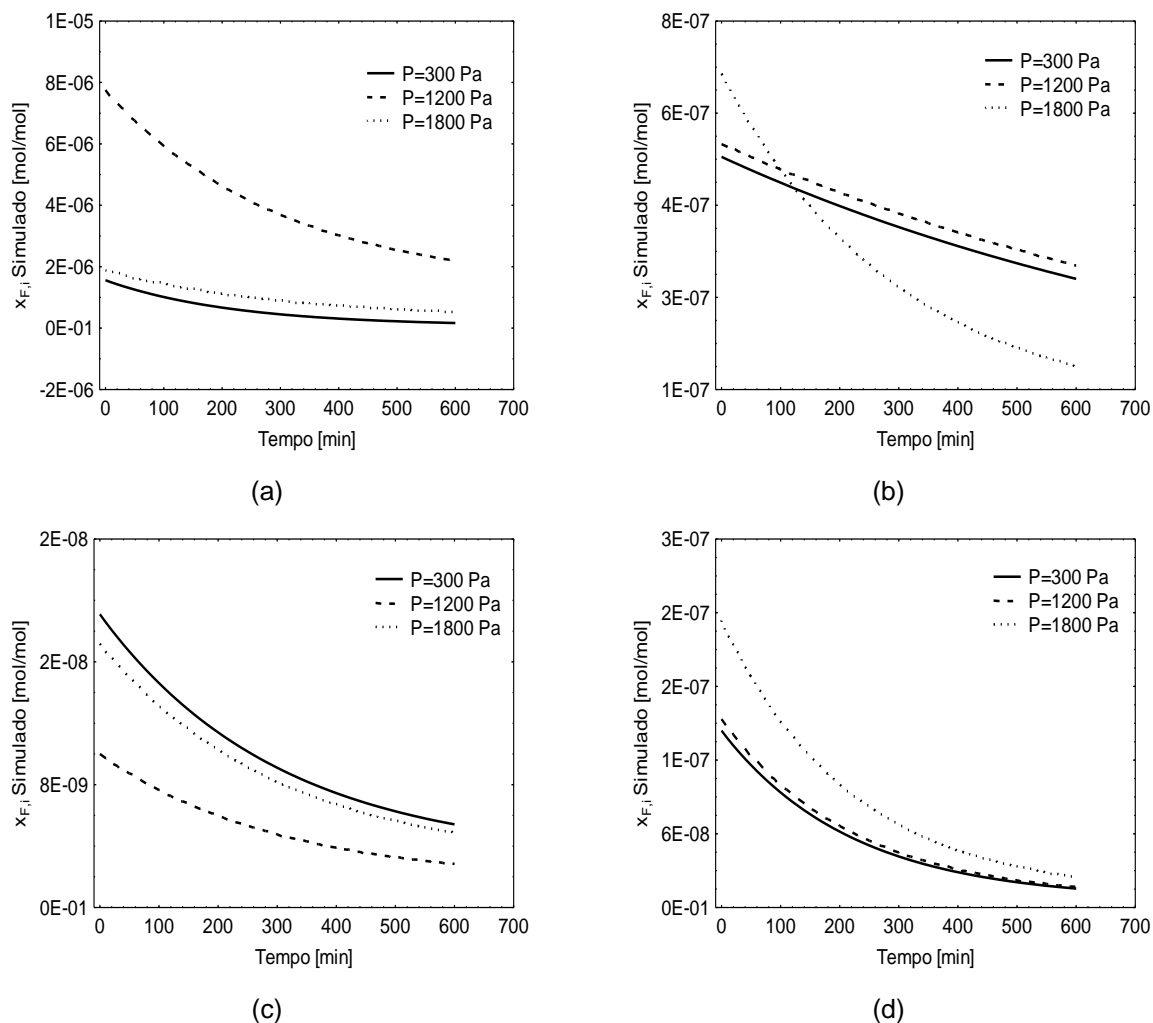 1E-05
8E-06
6E-06
4E-06
2E-06
0E-01
-2E-06
x_F,i Simulado [mol/mol]
P=300 Pa
P=1200 Pa
P=1800 Pa
0 100 200 300 400 500 600 700
Tempo [min]
(a)
8E-07
6E-07
4E-07
3E-07
1E-07
x_F,i Simulado [mol/mol]
P=300 Pa
P=1200 Pa
P=1800 Pa
0 100 200 300 400 500 600 700
Tempo [min]
(b)
2E-08
2E-08
8E-09
0E-01
x_F,i Simulado [mol/mol]
P=300 Pa
P=1200 Pa
P=1800 Pa
0 100 200 300 400 500 600 700
Tempo [min]
(c)
3E-07
2E-07
2E-07
1E-07
6E-08
0E-01
x_F,i Simulado [mol/mol]
P=300 Pa
P=1200 Pa
P=1800 Pa
0 100 200 300 400 500 600 700
Tempo [min]
(d)